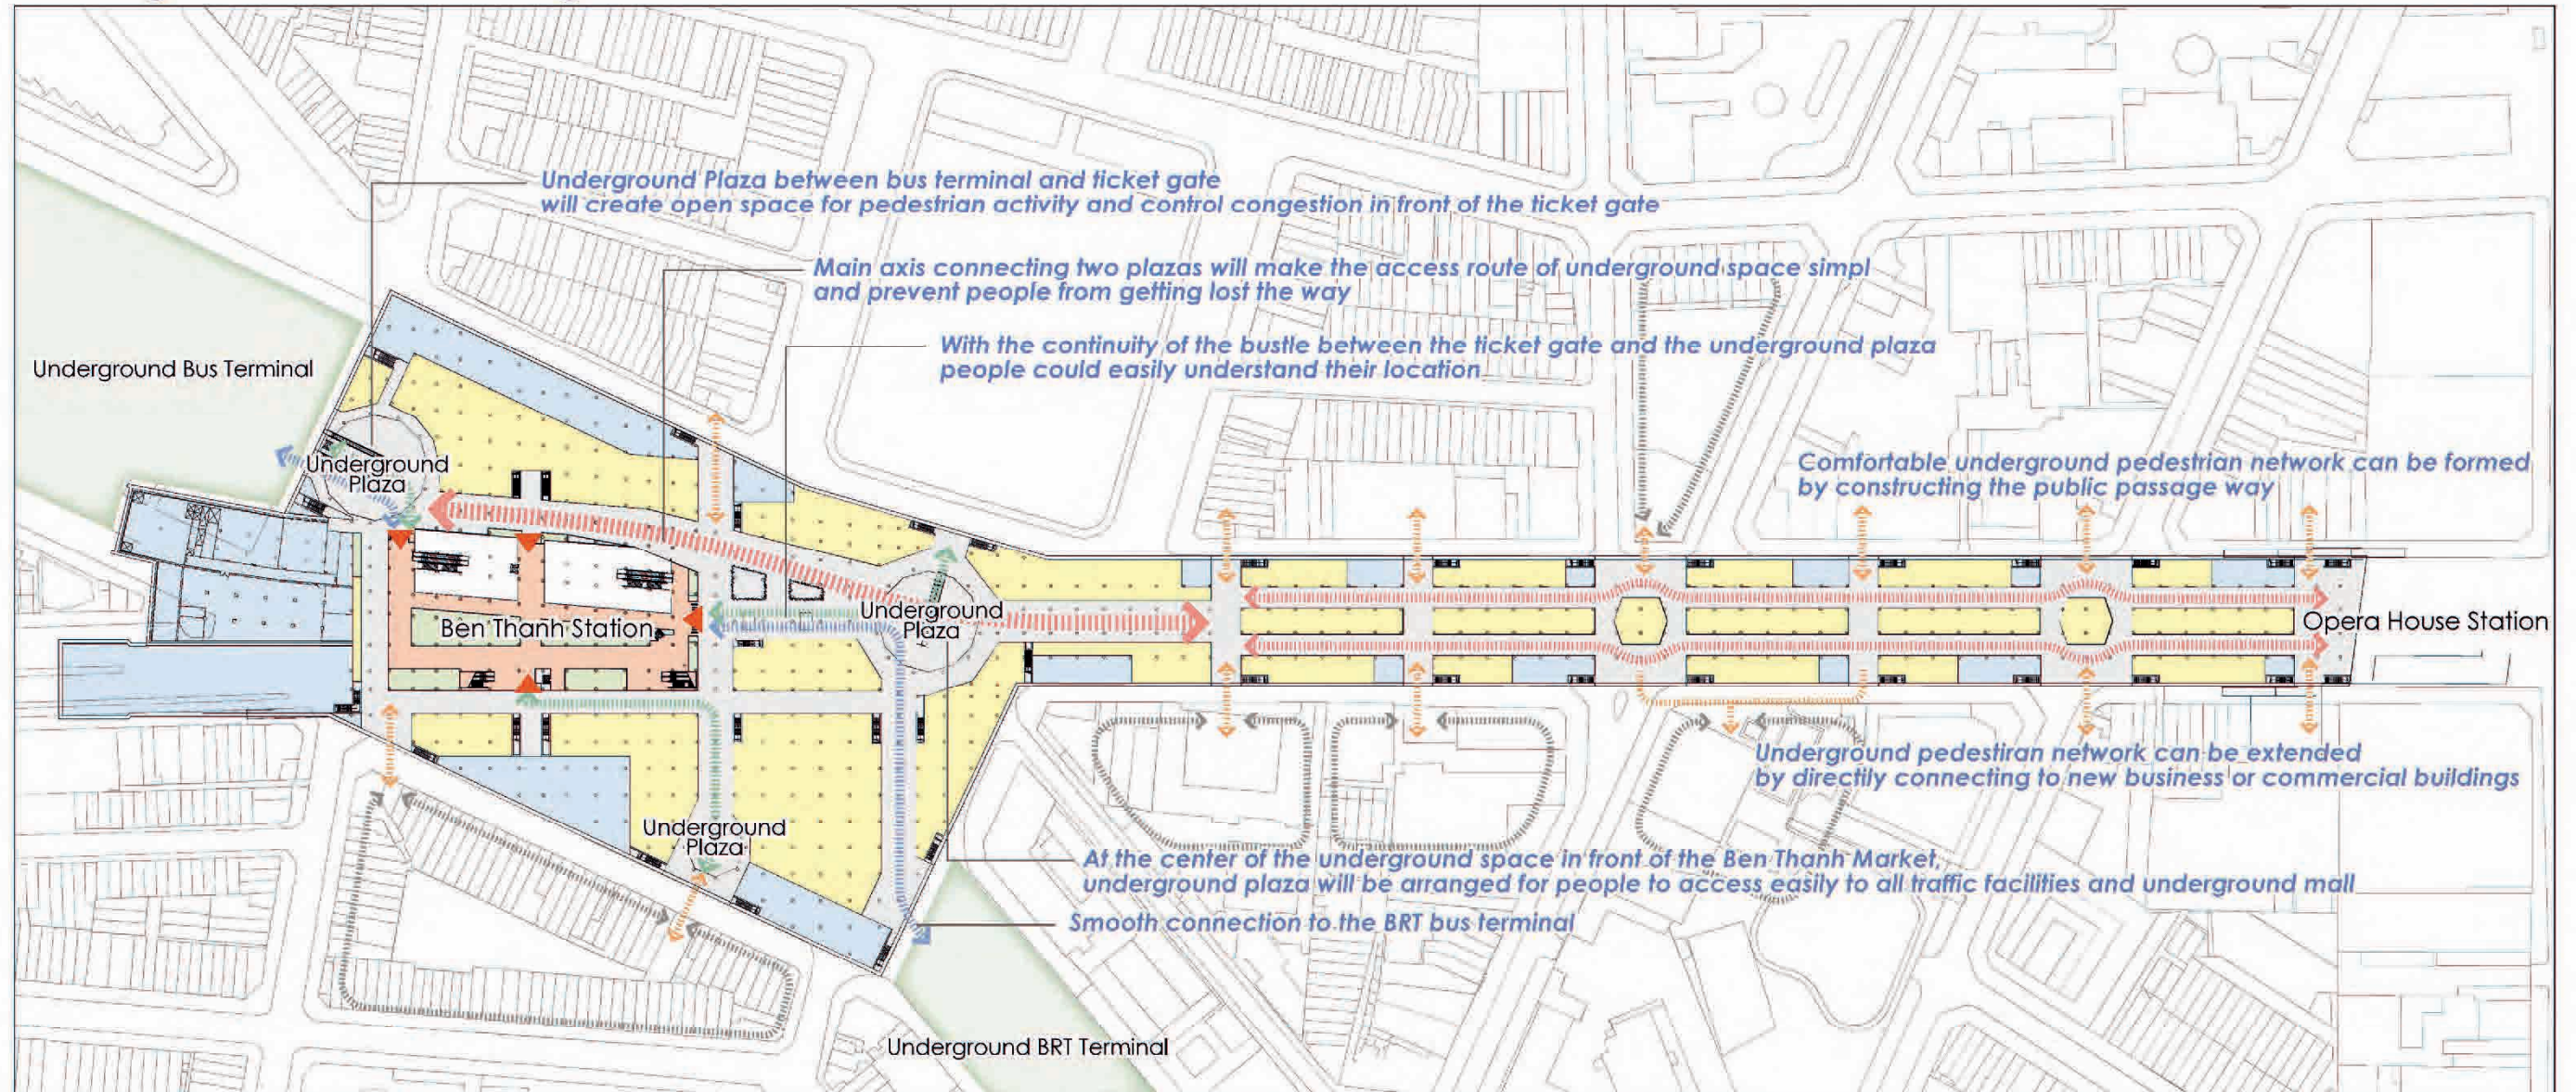 Underground Plaza between bus terminal and ticket gate
will create open space for pedestrian activity and control congestion in front of the ticket gate
Main axis connecting two plazas will make the access route of underground space simpl
and prevent people from getting lost the way
With the continuity of the bustle between the ticket gate and the underground plaza
people could easily understand their location
Underground Bus Terminal
Underground
Plaza
Comfortable underground pedestrian network can be formed
by constructing the public passage way
Ben Thanh Station
Underground
Plaza
Opera House Station
Underground pedestiran network can be extended
by directily connecting to new business or commercial buildings
Underground
Plaza
At the center of the underground space in front of the Ben Thanh Market,
underground plaza will be arranged for people to access easily to all traffic facilities and underground mall
Smooth connection to the BRT bus terminal
Underground BRT Terminal